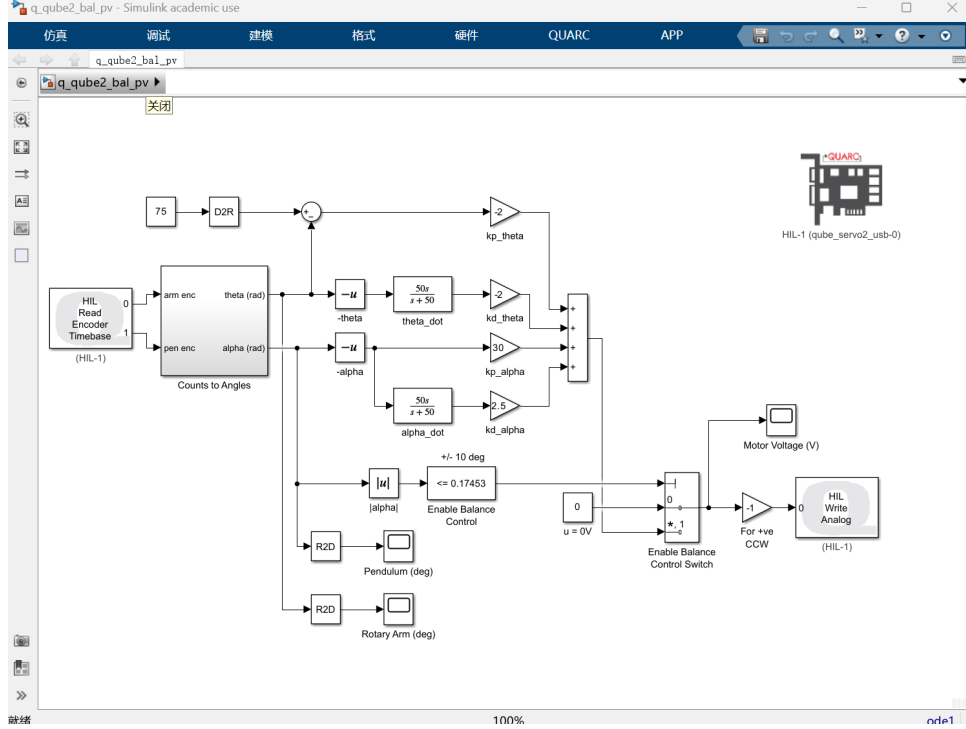 q_qube2_bal_pv - Simulink academic use
仿真 调试 建模 格式 硬件 QUARC APP
q_qube2_bal_pv
q_qube2_bal_pv
关闭
QUARC
HIL-1 (qube_servo2_usb-0)
75
D2R
+
-
-2
kp_theta
HIL
Read
Encoder
Timebase
0
1
(HIL-1)
arm enc
theta (rad)
pen enc
alpha (rad)
Counts to Angles
-u
-theta
50s
s + 50
theta_dot
-2
kd_theta
-u
-alpha
30
kp_alpha
50s
s + 50
alpha_dot
2.5
kd_alpha
+
+
+
+
+/- 10 deg
|u|
|alpha|
<= 0.17453
Enable Balance
Control
0
u = 0V
0
*, 1
Enable Balance
Control Switch
Motor Voltage (V)
-1
For +ve
CCW
0
HIL
Write
Analog
(HIL-1)
R2D
Pendulum (deg)
R2D
Rotary Arm (deg)
就绪
100%
ode1